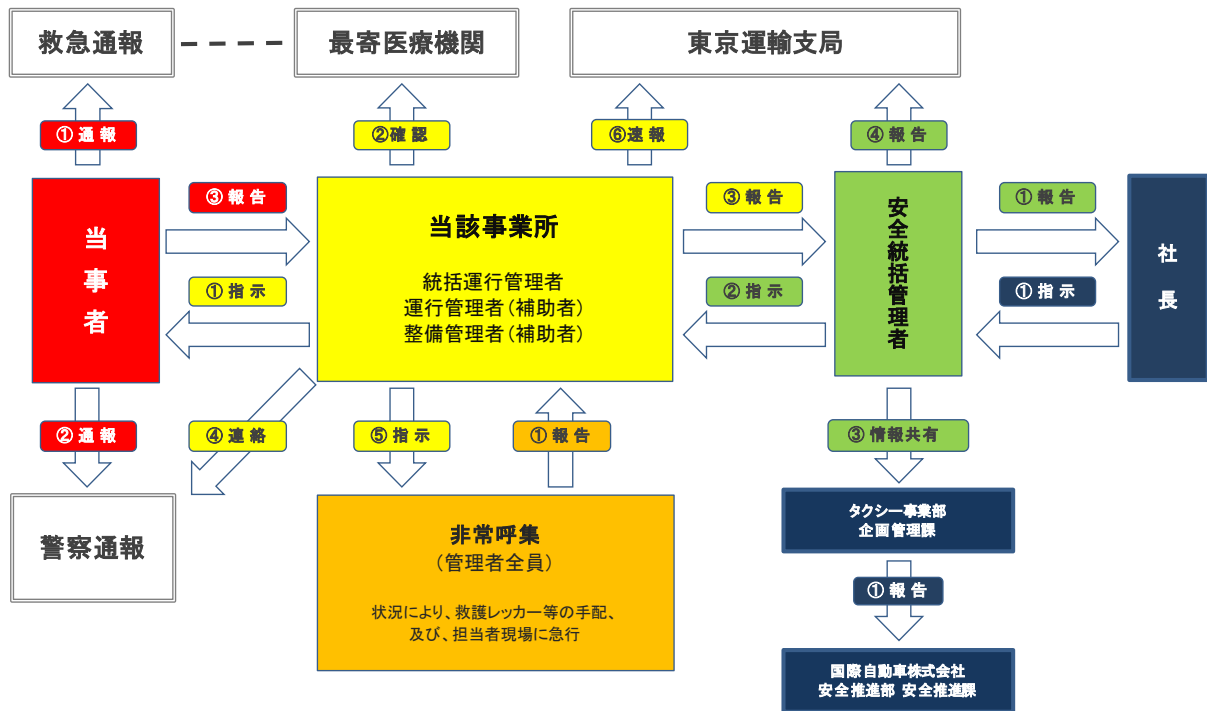 救急通報
最寄医療機関
東京運輸支局
①通報
②確認
⑥速報
④報告
当事者
③報告
①指示
当該事業所
統括運行管理者
運行管理者(補助者)
整備管理者(補助者)
③報告
②指示
安全統括管理者
①報告
①指示
社長
②通報
④連絡
⑤指示
①報告
③情報共有
警察通報
非常呼集
(管理者全員)
状況により、救護レッカー等の手配、
及び、担当者現場に急行
タクシー事業部
企画管理課
①報告
国際自動車株式会社
安全推進部 安全推進課